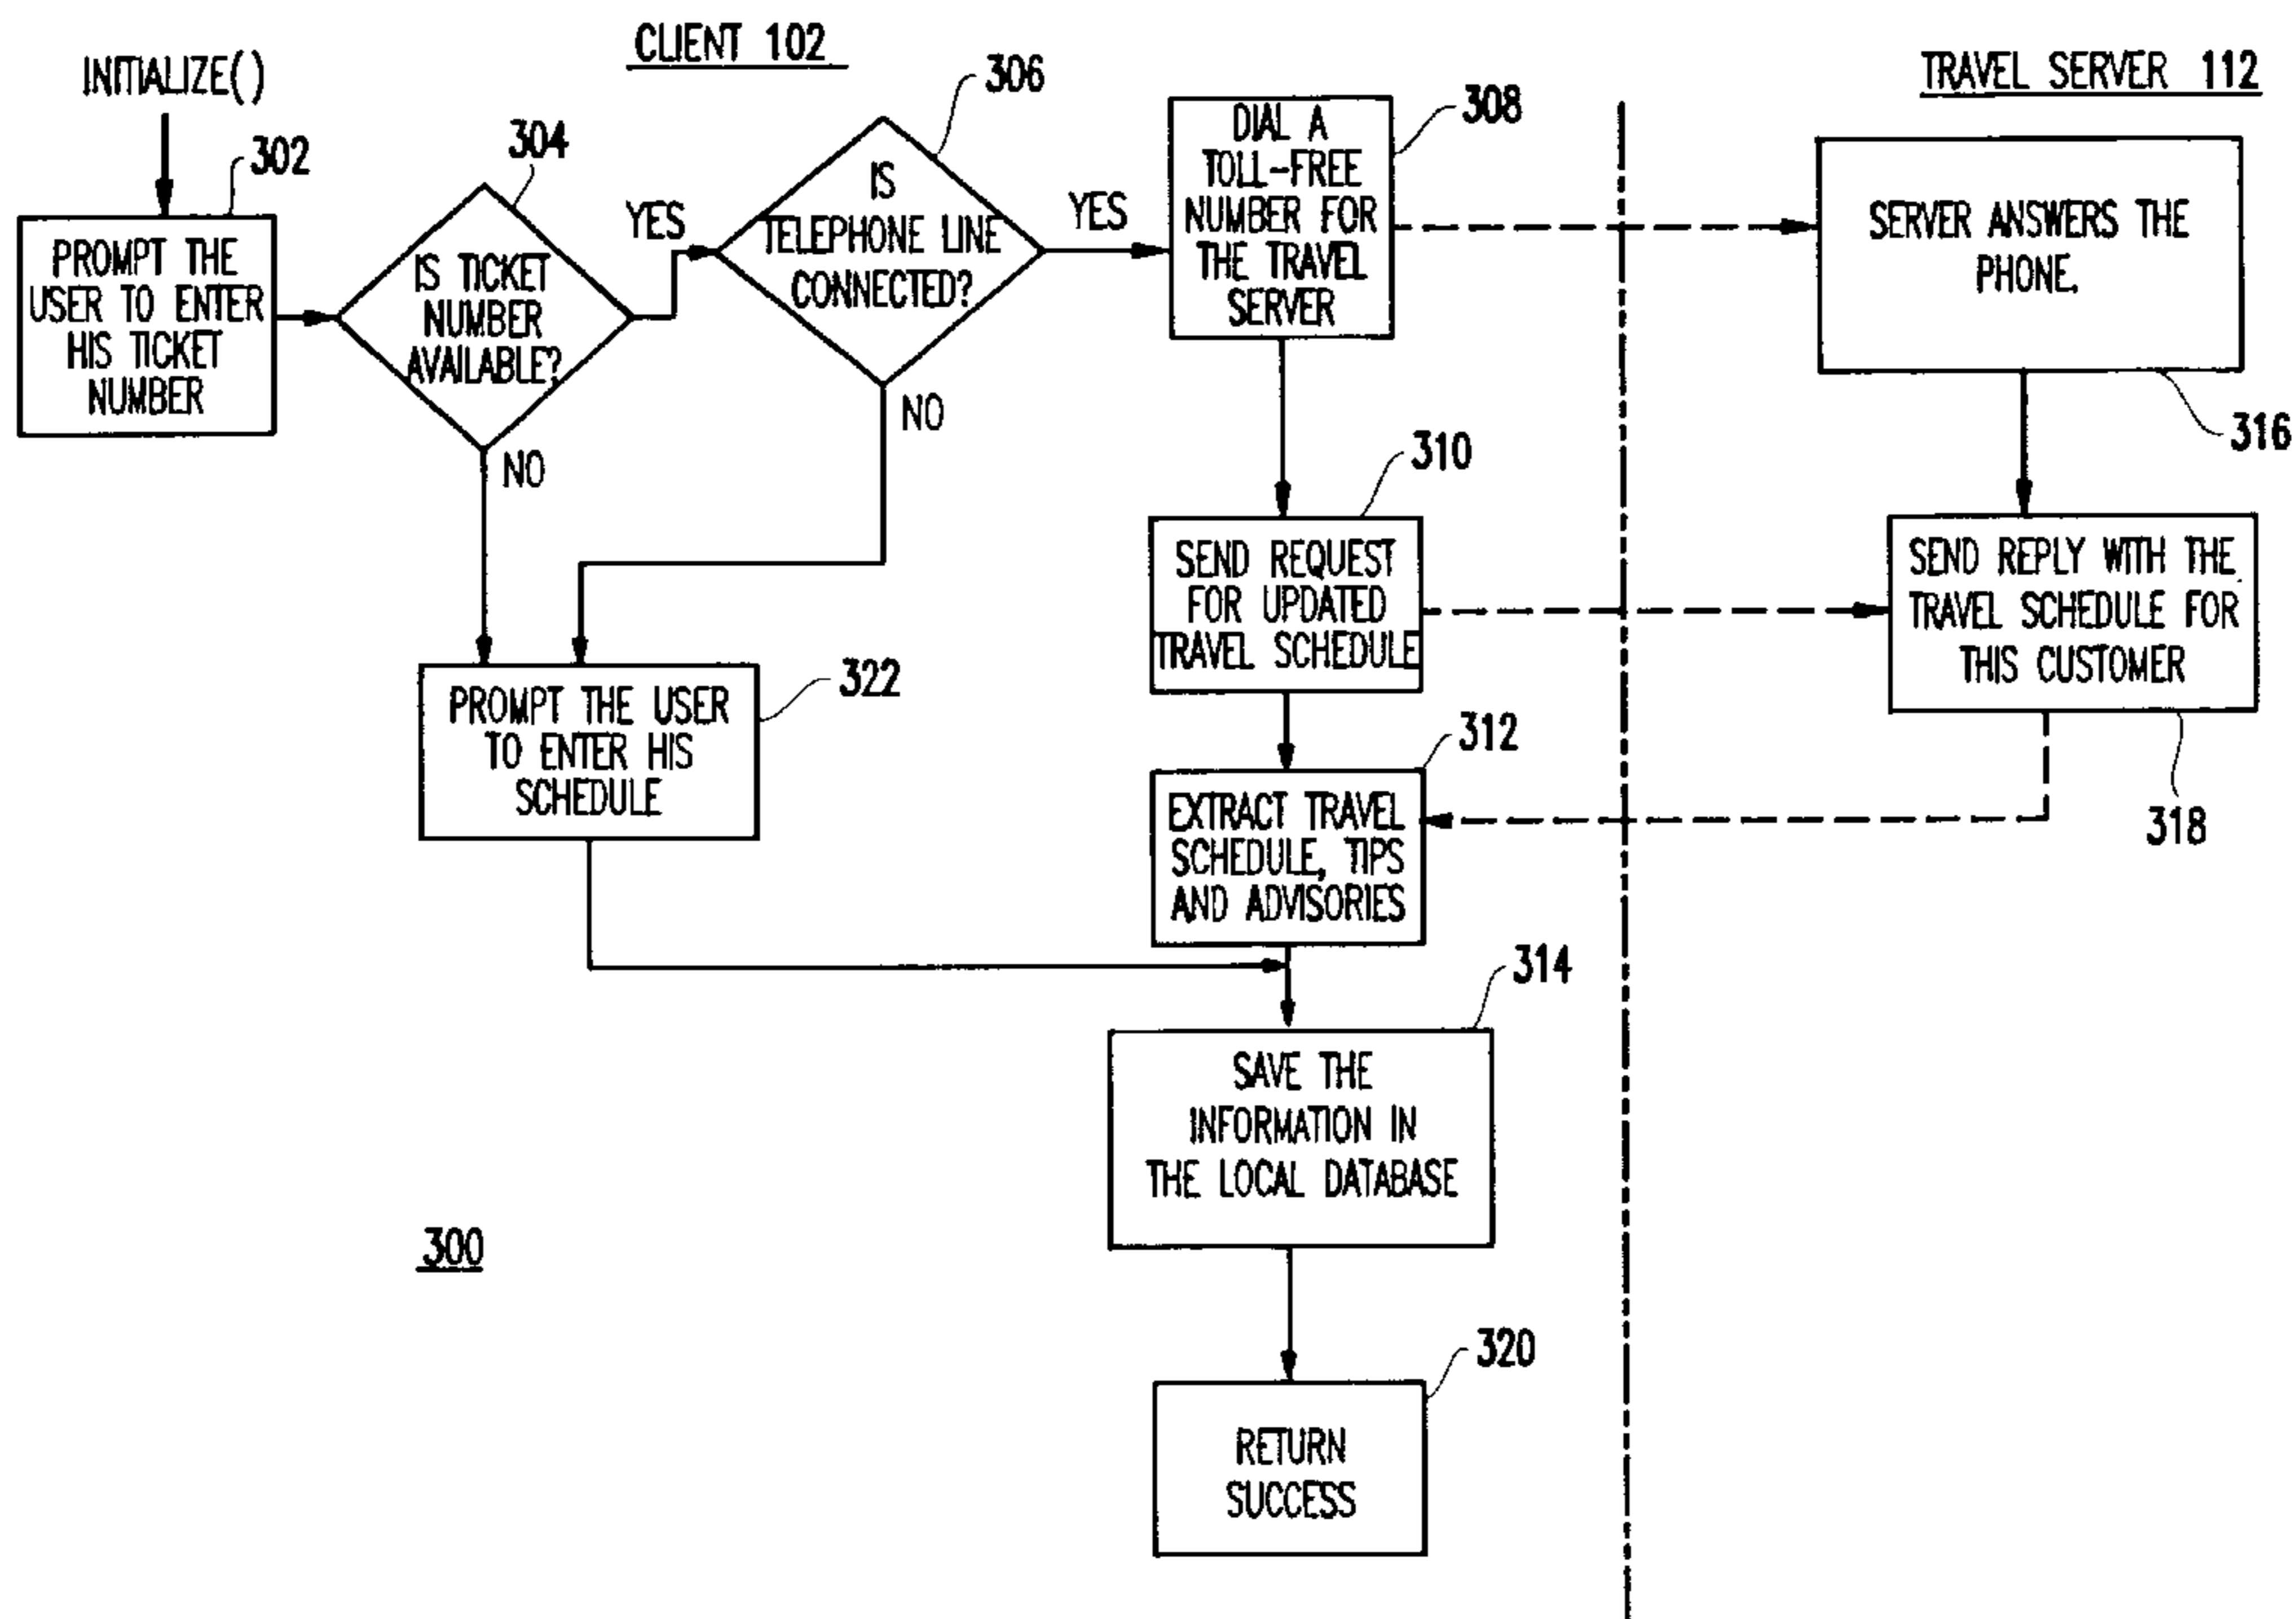 CLIENT 102
TRAVEL SERVER 112
INITIALIZE()
302
PROMPT THE
USER TO ENTER
HIS TICKET
NUMBER
304
IS TICKET
NUMBER
AVAILABLE?
YES
NO
306
IS
TELEPHONE LINE
CONNECTED?
YES
NO
308
DIAL A
TOLL-FREE
NUMBER FOR
THE TRAVEL
SERVER
SERVER ANSWERS THE
PHONE.
316
310
SEND REQUEST
FOR UPDATED
TRAVEL SCHEDULE
SEND REPLY WITH THE
TRAVEL SCHEDULE FOR
THIS CUSTOMER
318
322
PROMPT THE USER
TO ENTER HIS
SCHEDULE
312
EXTRACT TRAVEL
SCHEDULE, TIPS
AND ADVISORIES
314
SAVE THE
INFORMATION IN
THE LOCAL DATABASE
300
320
RETURN
SUCCESS